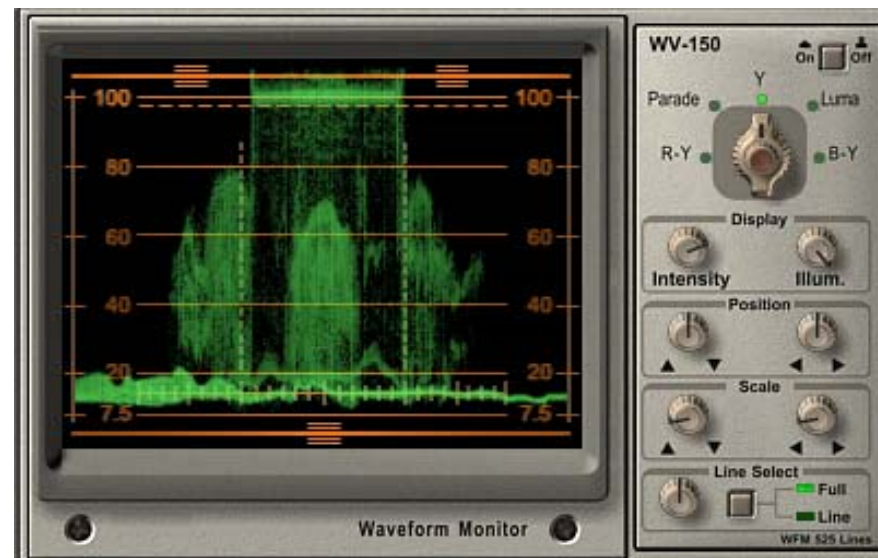 100 100
80 80
60 60
40 40
20 20
7.5 7.5
Waveform Monitor
WV-150
On Off
Y
Parade Luma
R-Y B-Y
Display
Intensity Illum.
Position
Scale
Line Select
Full
Line
WFM 525 Lines